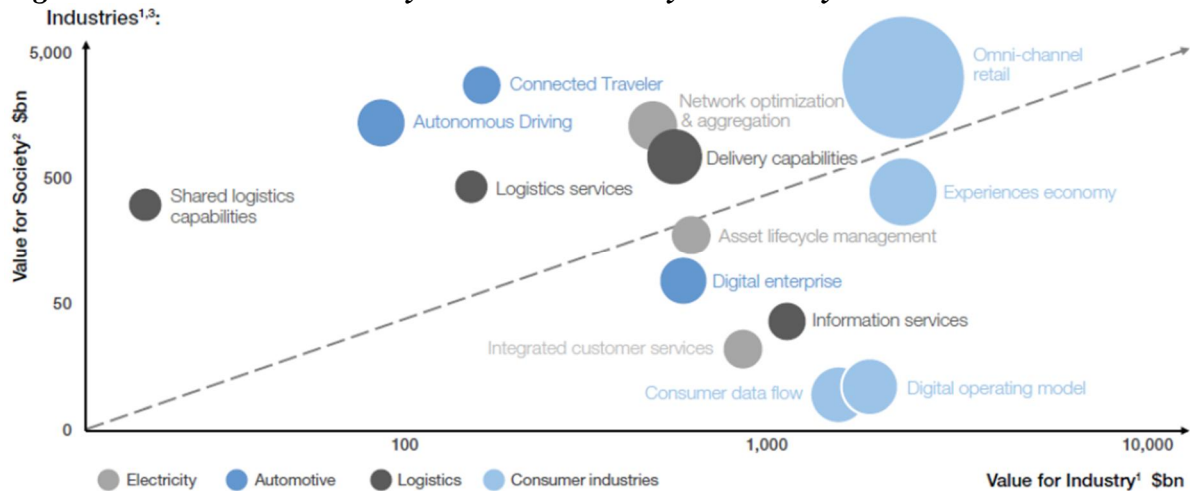 Industries¹,³:
5,000
500
50
0
Value for Society² $bn
Omni-channel
retail
Connected Traveler
Network optimization
& aggregation
Autonomous Driving
Delivery capabilities
Logistics services
Experiences economy
Shared logistics
capabilities
Asset lifecycle management
Digital enterprise
Information services
Integrated customer services
Consumer data flow
Digital operating model
100
1,000
10,000
Electricity
Automotive
Logistics
Consumer industries
Value for Industry¹ $bn